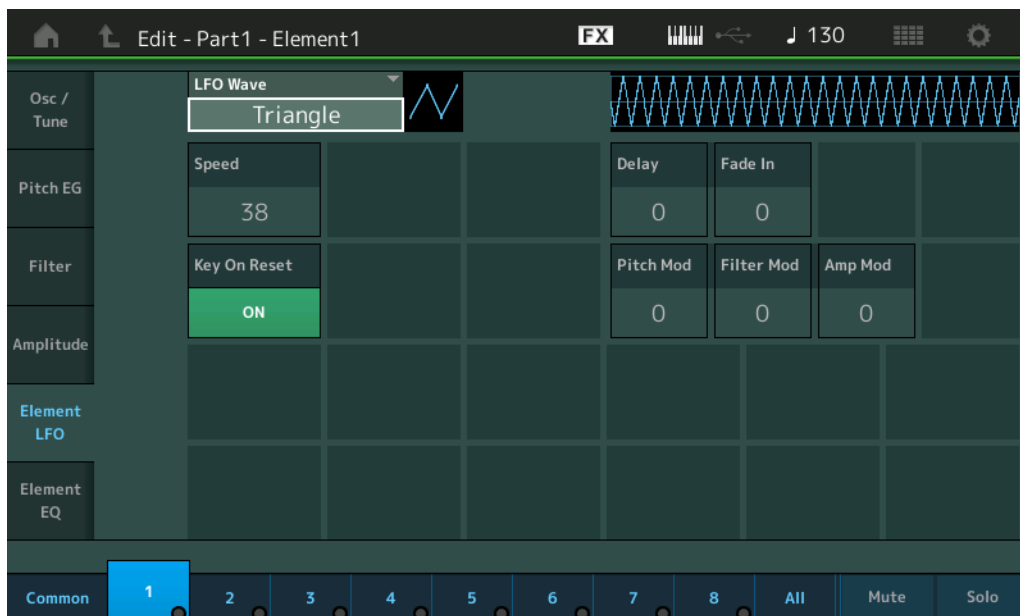 Edit - Part1 - Element1
FX
130
Osc /
Tune
Pitch EG
Filter
Amplitude
Element
LFO
Element
EQ
LFO Wave
Triangle
Speed
38
Delay
0
Fade In
0
Key On Reset
ON
Pitch Mod
0
Filter Mod
0
Amp Mod
0
Common
1
2
3
4
5
6
7
8
All
Mute
Solo